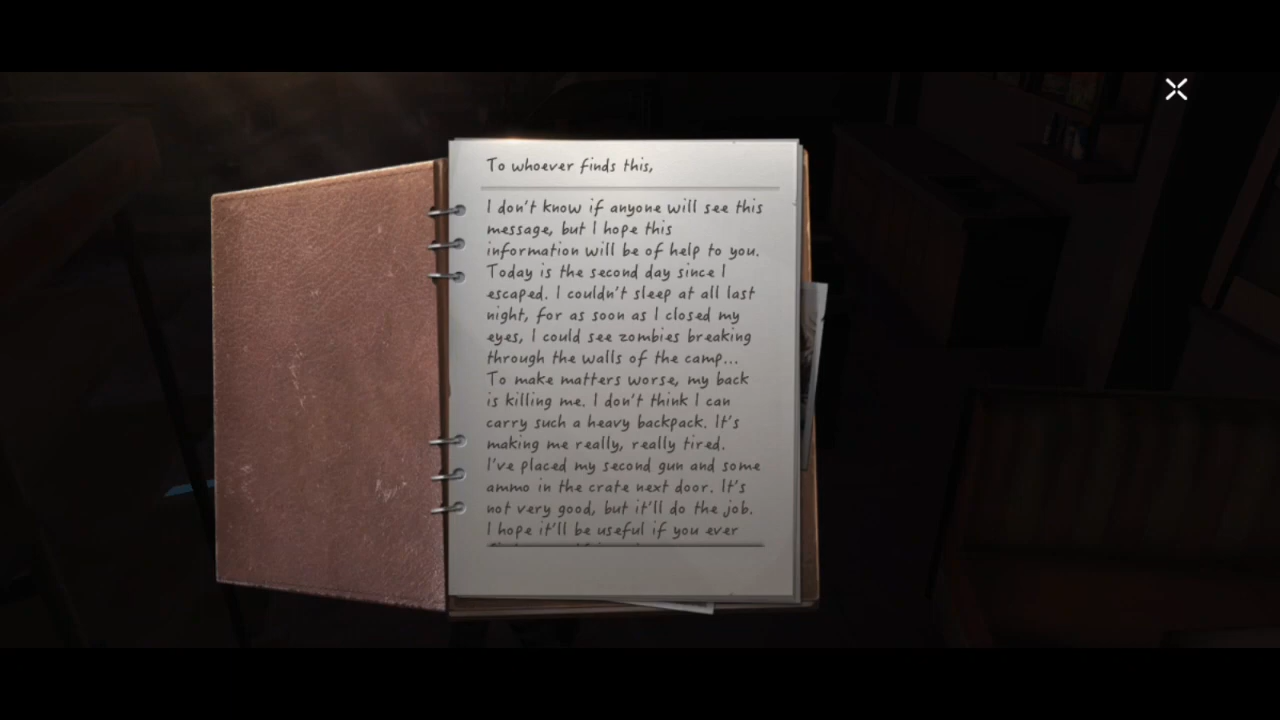 To whoever finds this,
I don't know if anyone will see this
message, but I hope this
information will be of help to you.
Today is the second day since I
escaped. I couldn't sleep at all last
night, for as soon as I closed my
eyes, I could see zombies breaking
through the walls of the camp...
To make matters worse, my back
is killing me. I don't think I can
carry such a heavy backpack. It's
making me really, really tired.
I've placed my second gun and some
ammo in the crate next door. It's
not very good, but it'll do the job.
I hope it'll be useful if you ever